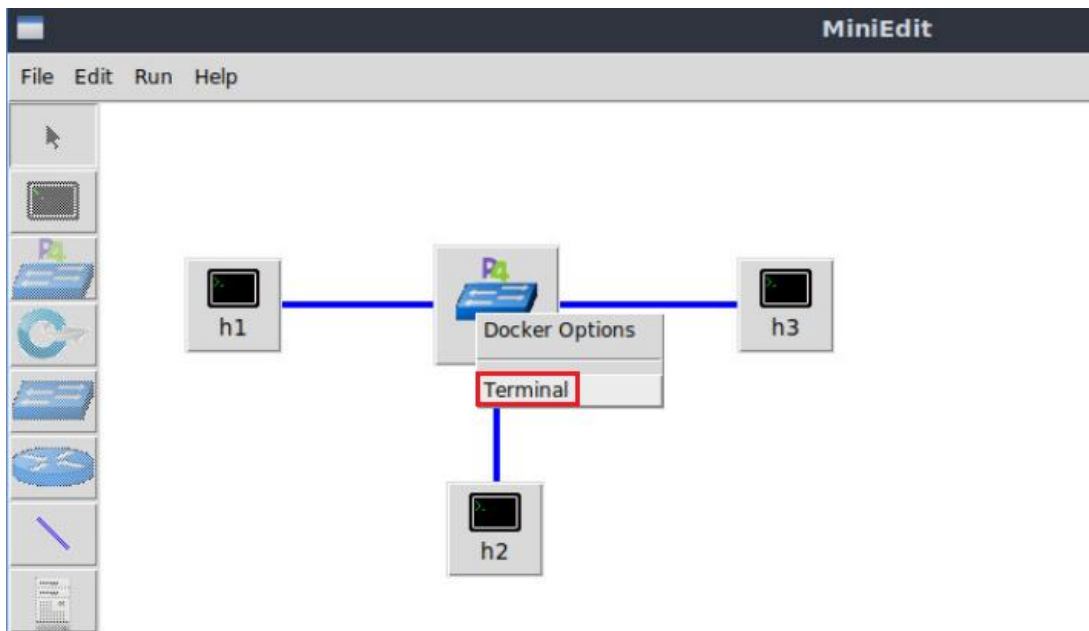 MiniEdit
File Edit Run Help
P4
h1
P4
Docker Options
Terminal
h3
h2